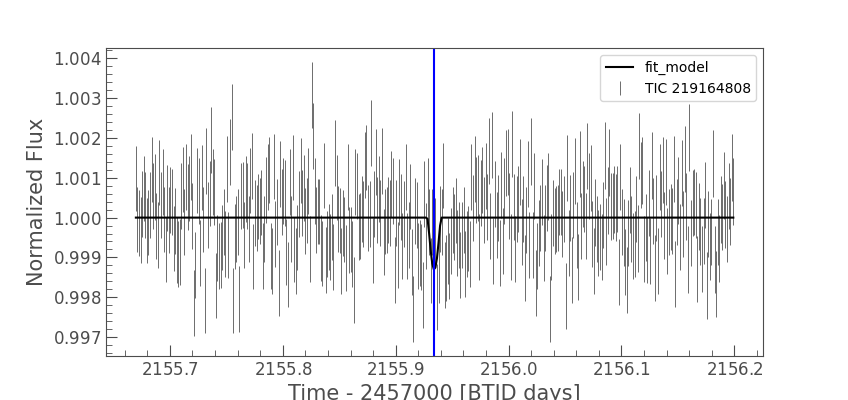 1.004
1.003
1.002
1.001
1.000
0.999
0.998
0.997
Normalized Flux
fit_model
TIC 219164808
2155.7 2155.8 2155.9 2156.0 2156.1 2156.2
Time - 2457000 [BTJD days]